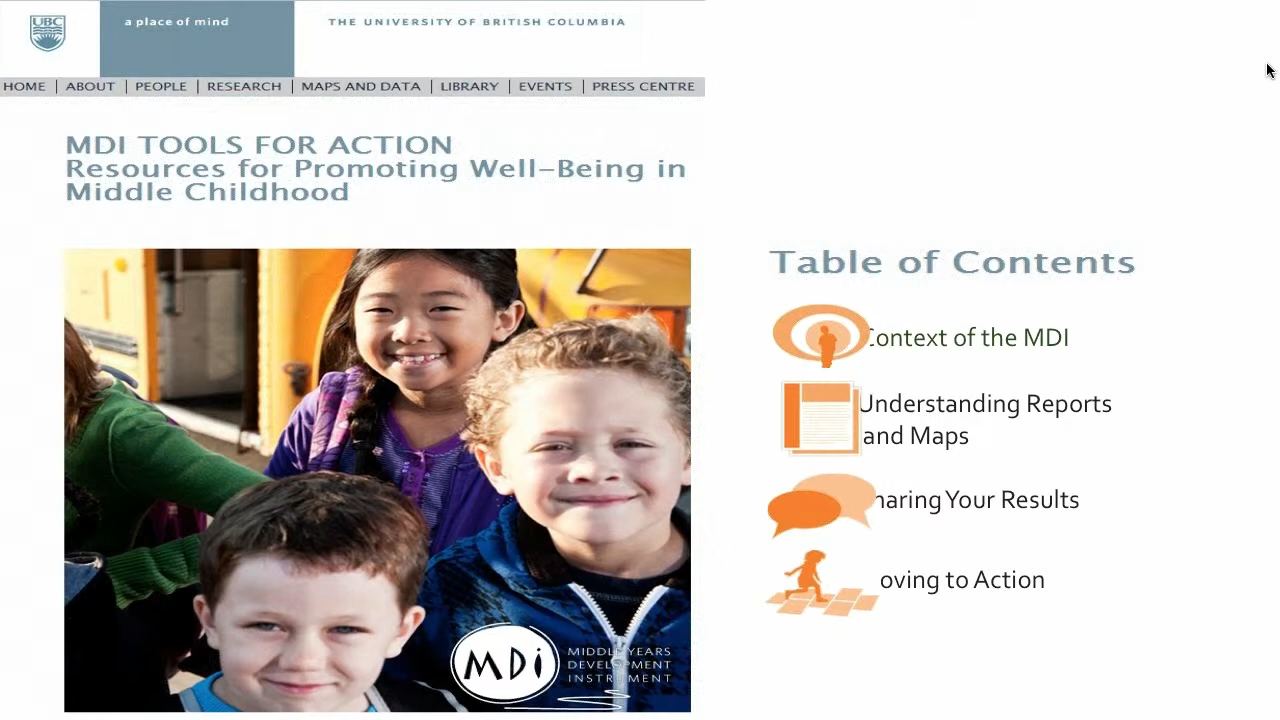 UBC
a place of mind
THE UNIVERSITY OF BRITISH COLUMBIA
HOME | ABOUT | PEOPLE | RESEARCH | MAPS AND DATA | LIBRARY | EVENTS | PRESS CENTRE
MDI TOOLS FOR ACTION
Resources for Promoting Well-Being in
Middle Childhood
MDi
MIDDLE YEARS
DEVELOPMENT
INSTRUMENT
Table of Contents
Context of the MDI
Understanding Reports
and Maps
haring Your Results
oving to Action